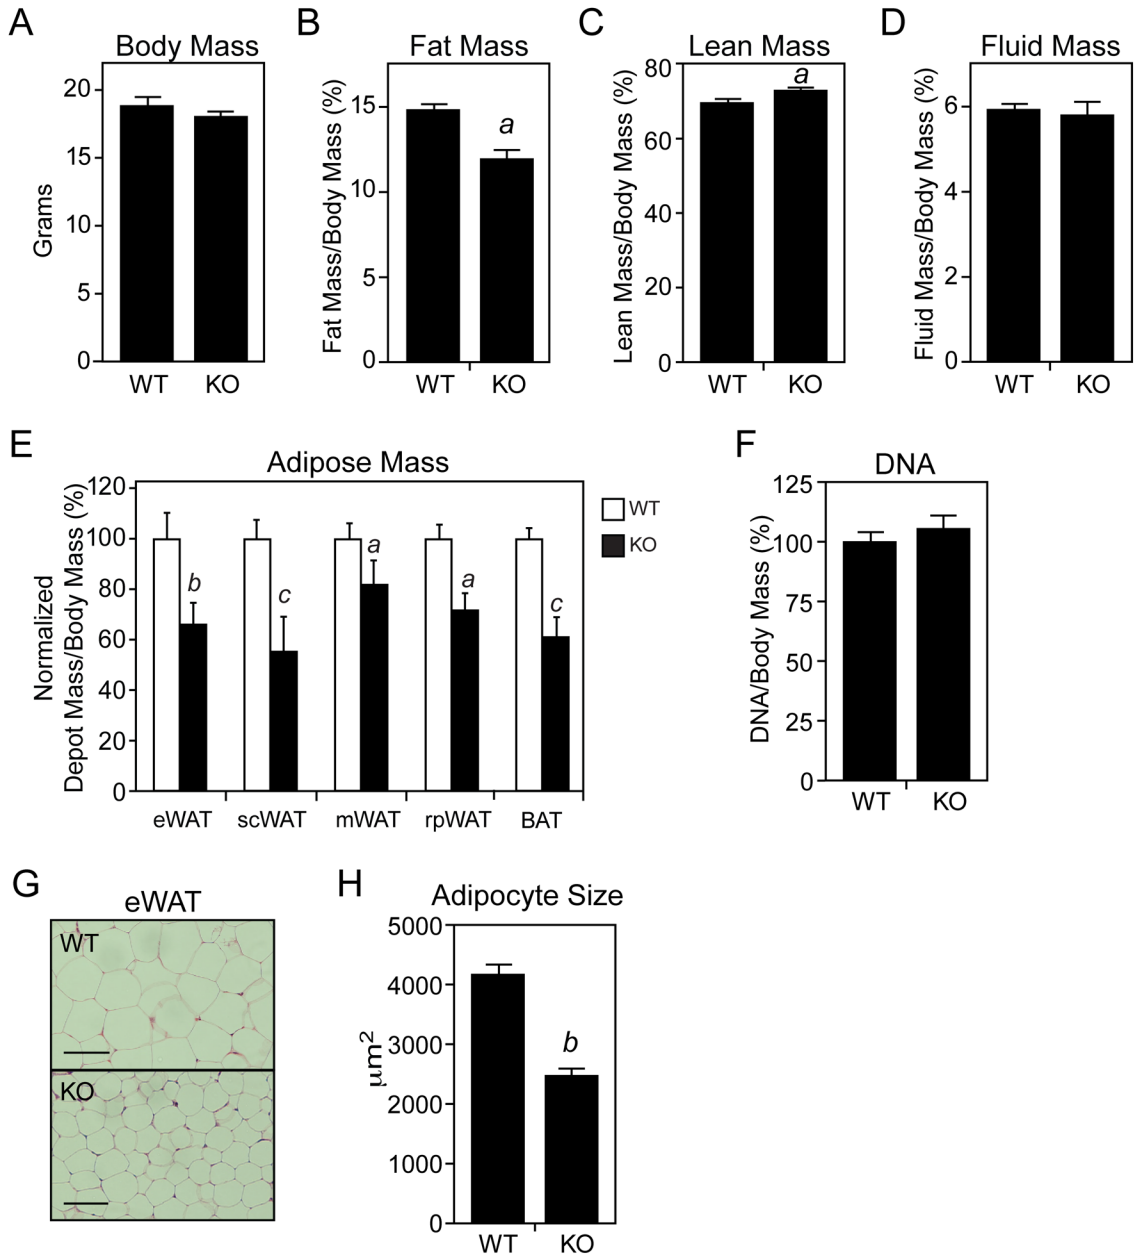 A
Body Mass
Grams
20
15
10
5
0
WT KO
B
Fat Mass
Fat Mass/Body Mass (%)
15
10
5
0
a
WT KO
C
Lean Mass
Lean Mass/Body Mass (%)
80
60
40
20
0
a
WT KO
D
Fluid Mass
Fluid Mass/Body Mass (%)
6
4
2
0
WT KO
E
Adipose Mass
Normalized
Depot Mass/Body Mass (%)
120
100
80
60
40
20
0
b
c
a
a
c
eWAT scWAT mWAT rpWAT BAT
WT
KO
F
DNA
DNA/Body Mass (%)
125
100
75
50
25
0
WT KO
G
eWAT
WT
KO
H
Adipocyte Size
µm²
5000
4000
3000
2000
1000
0
b
WT KO